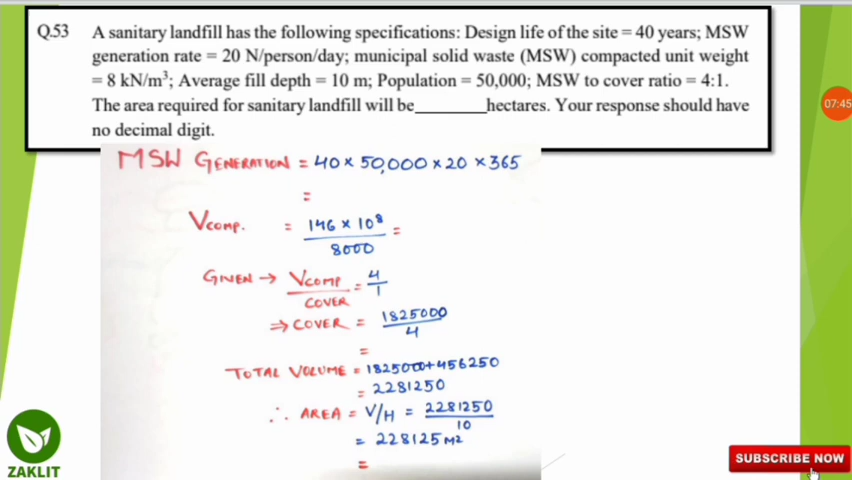 Q.53 A sanitary landfill has the following specifications: Design life of the site = 40 years; MSW
generation rate = 20 N/person/day; municipal solid waste (MSW) compacted unit weight
= 8 kN/m³; Average fill depth = 10 m; Population = 50,000; MSW to cover ratio = 4:1.
The area required for sanitary landfill will be________hectares. Your response should have
no decimal digit.
07:45
MSW GENERATION = 40 × 50,000 × 20 × 365
=
Vcomp. = 146 × 10⁸ =
8000
GIVEN → Vcomp = 4
COVER 1
⇒ COVER = 1825000
4
=
TOTAL VOLUME = 1825000+456250
= 2281250
∴ AREA = V/H = 2281250
10
= 228125 M2
=
ZAKLIT
SUBSCRIBE NOW